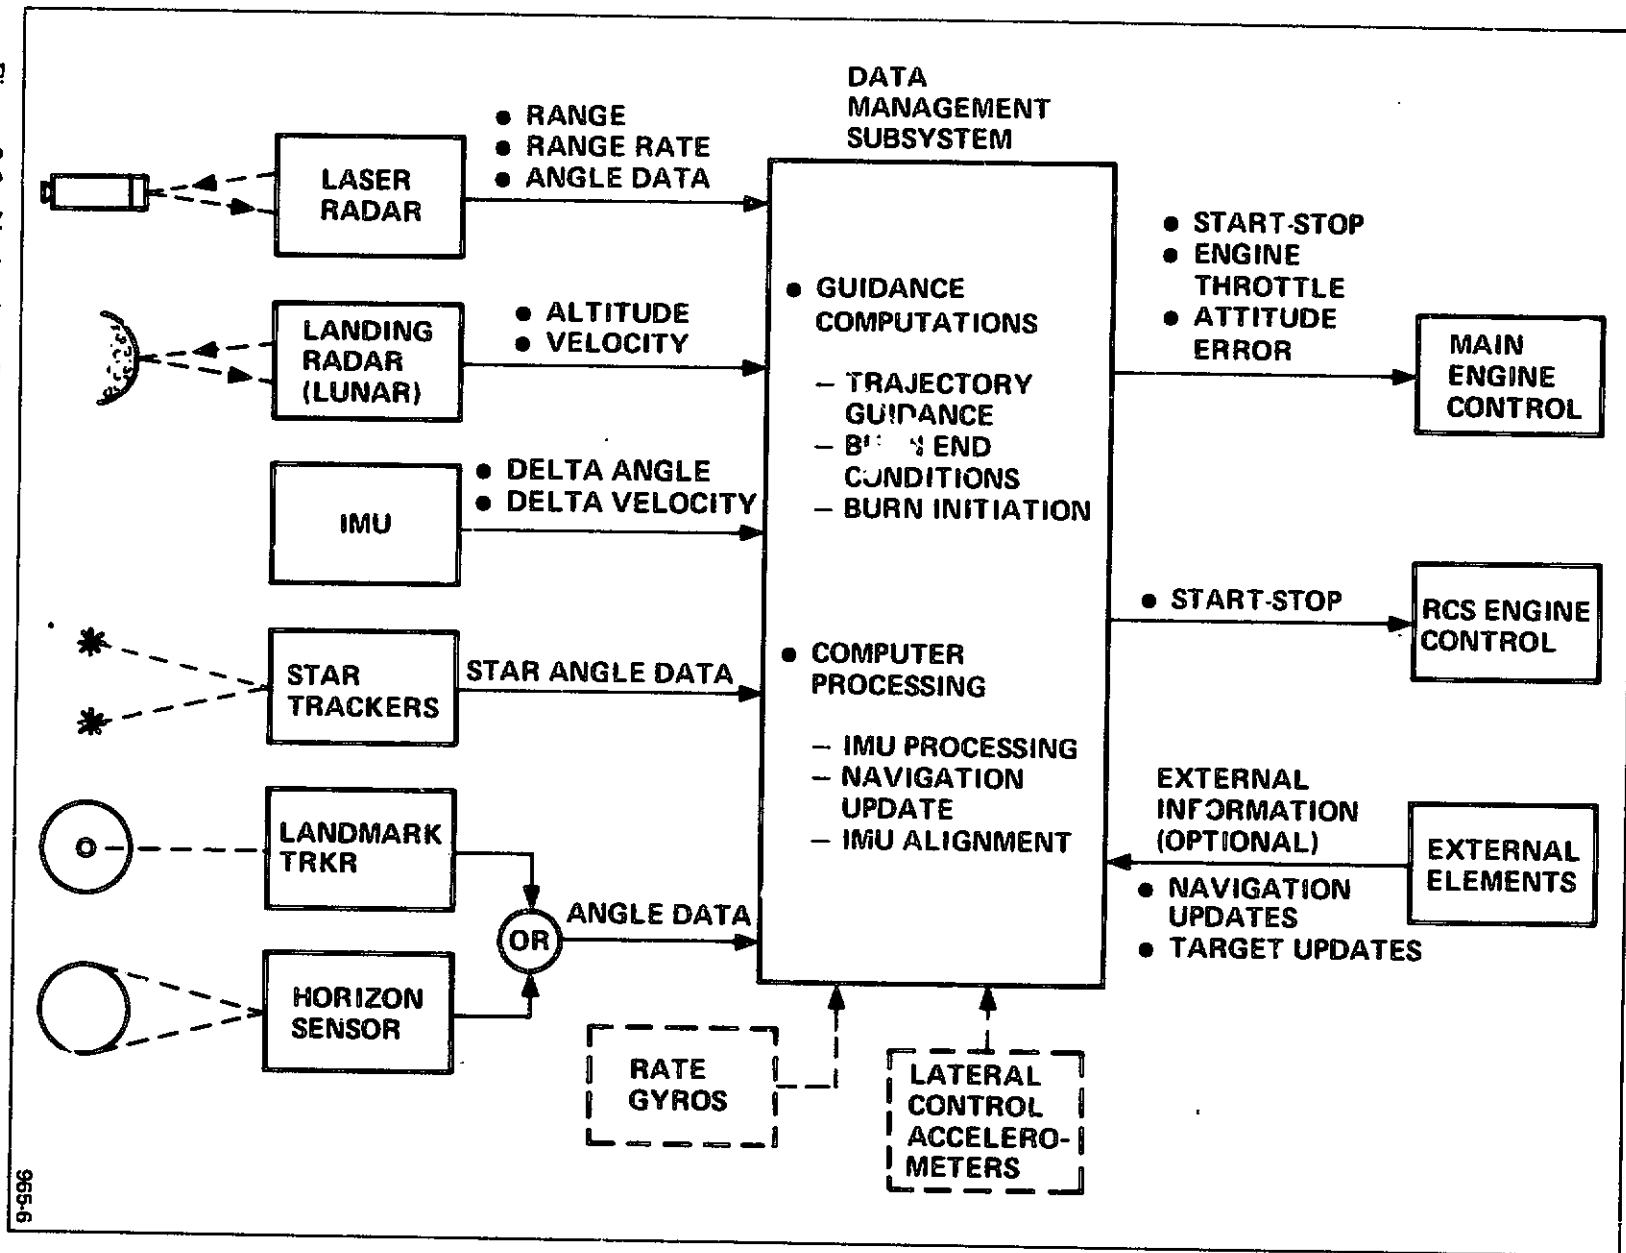 DATA
MANAGEMENT
SUBSYSTEM
LASER
RADAR
● RANGE
● RANGE RATE
● ANGLE DATA
LANDING
RADAR
(LUNAR)
● ALTITUDE
● VELOCITY
IMU
● DELTA ANGLE
● DELTA VELOCITY
STAR
TRACKERS
STAR ANGLE DATA
LANDMARK
TRKR
HORIZON
SENSOR
OR
ANGLE DATA
● GUIDANCE
COMPUTATIONS
– TRAJECTORY
GUIDANCE
– END
CONDITIONS
– BURN INITIATION
● COMPUTER
PROCESSING
– IMU PROCESSING
– NAVIGATION
UPDATE
– IMU ALIGNMENT
RATE
GYROS
LATERAL
CONTROL
ACCELERO-
METERS
● START-STOP
● ENGINE
THROTTLE
● ATTITUDE
ERROR
MAIN
ENGINE
CONTROL
● START-STOP
RCS ENGINE
CONTROL
EXTERNAL
INFORMATION
(OPTIONAL)
● NAVIGATION
UPDATES
● TARGET UPDATES
EXTERNAL
ELEMENTS
965-6